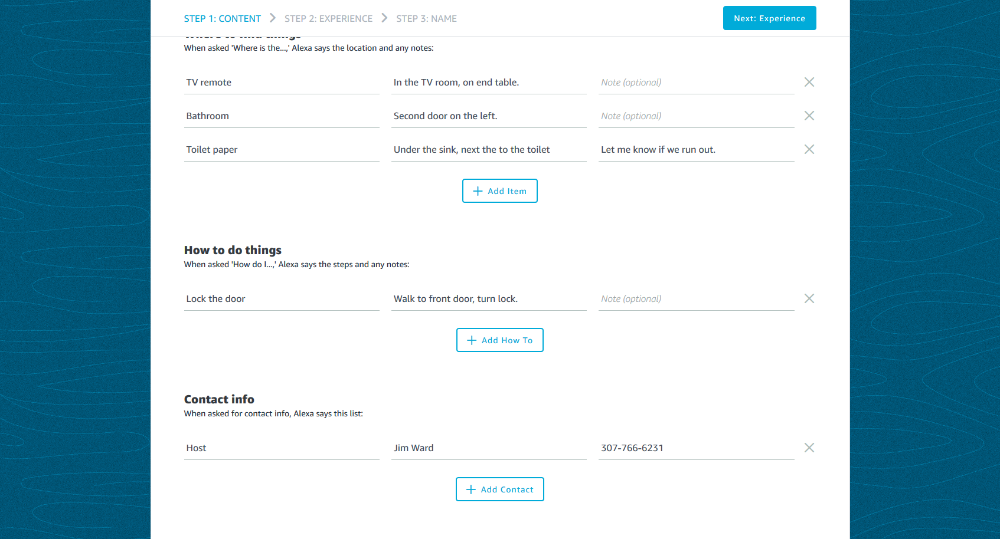 STEP 1: CONTENT > STEP 2: EXPERIENCE > STEP 3: NAME Next: Experience
Where to find things
When asked 'Where is the...,' Alexa says the location and any notes:
TV remote In the TV room, on end table. Note (optional)
Bathroom Second door on the left. Note (optional)
Toilet paper Under the sink, next the to the toilet Let me know if we run out.
+ Add Item
How to do things
When asked 'How do I...,' Alexa says the steps and any notes:
Lock the door Walk to front door, turn lock. Note (optional)
+ Add How To
Contact info
When asked for contact info, Alexa says this list:
Host Jim Ward 307-766-6231
+ Add Contact